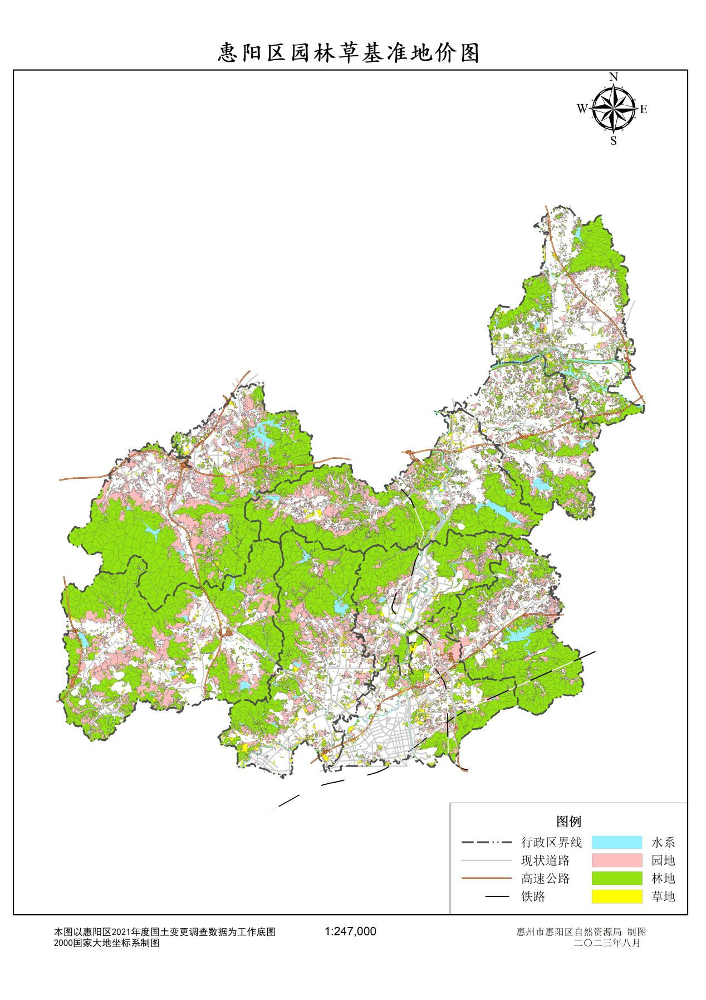 惠阳区园林草基准地价图
N
W
E
S
图例
行政区界线
水系
现状道路
园地
高速公路
林地
铁路
草地
本图以惠阳区2021年度国土变更调查数据为工作底图
1:247,000
惠州市惠阳区自然资源局 制图
2000国家大地坐标系制图
二〇二三年八月